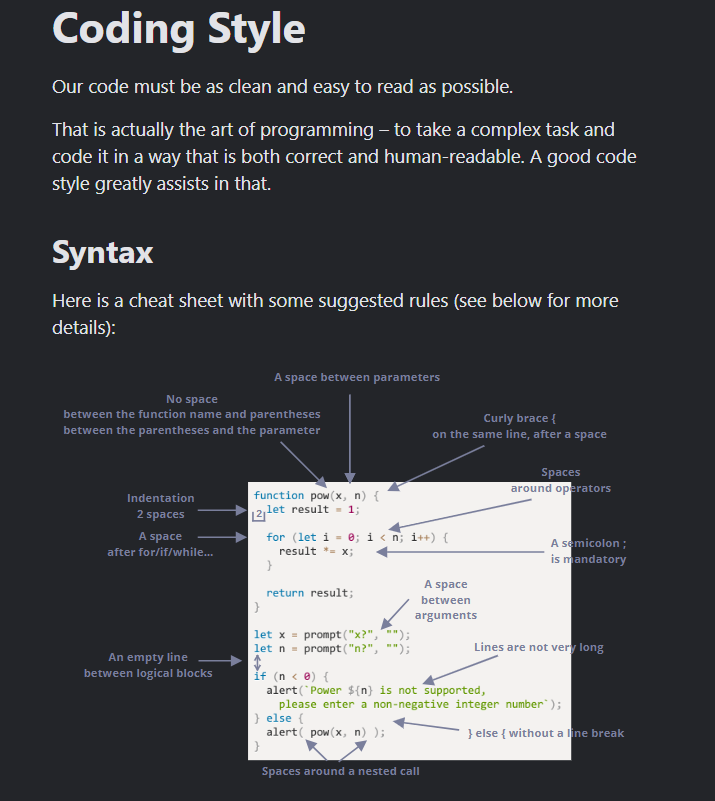 Coding Style
Our code must be as clean and easy to read as possible.
That is actually the art of programming – to take a complex task and
code it in a way that is both correct and human-readable. A good code
style greatly assists in that.
Syntax
Here is a cheat sheet with some suggested rules (see below for more
details):
A space between parameters
No space
between the function name and parentheses
between the parentheses and the parameter
Curly brace {
on the same line, after a space
Indentation
2 spaces
Spaces
around operators
A space
after for/if/while...
A semicolon ;
is mandatory
A space
between
arguments
An empty line
between logical blocks
Lines are not very long
} else { without a line break
Spaces around a nested call
function pow(x, n) {
2
let result = 1;
for (let i = 0; i < n; i++) {
result *= x;
}
return result;
}
let x = prompt("x?", "");
let n = prompt("n?", "");
if (n < 0) {
alert(`Power ${n} is not supported,
please enter a non-negative integer number`);
} else {
alert( pow(x, n) );
}